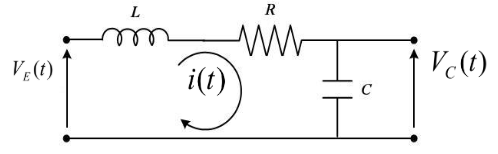 L
R
V_E(t)
i(t)
C
V_C(t)